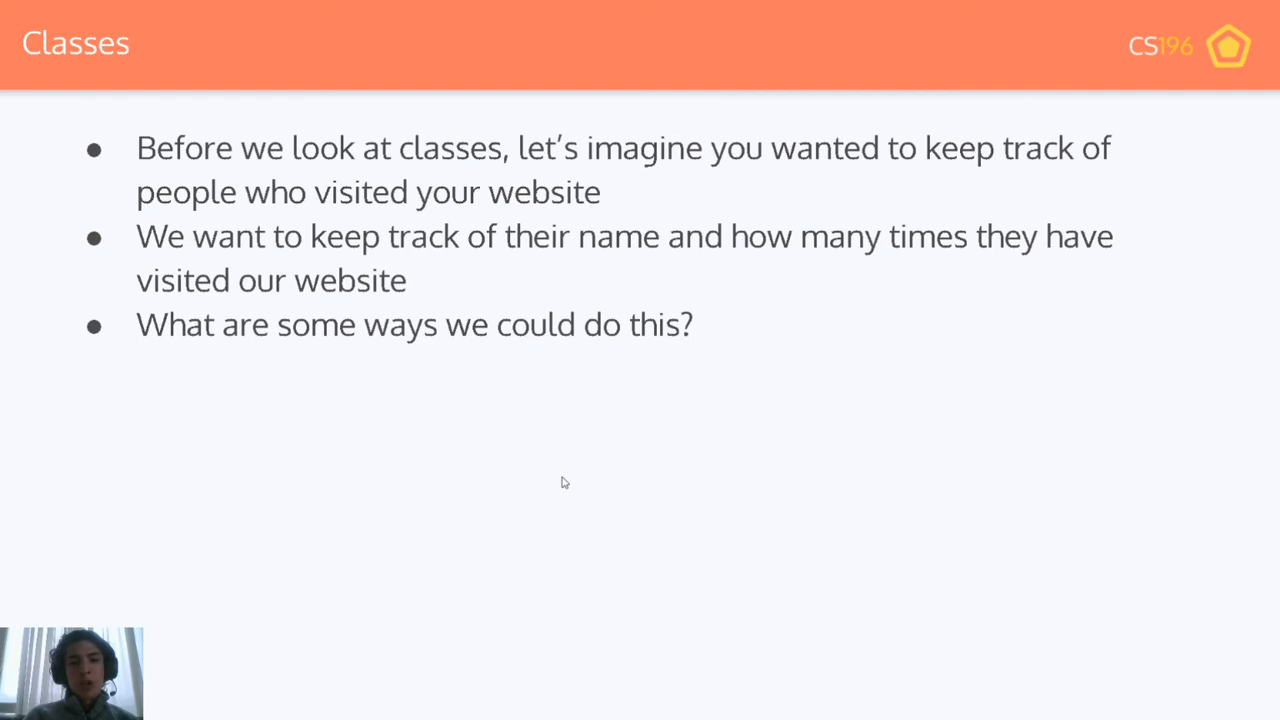 Classes
CS196
● Before we look at classes, let's imagine you wanted to keep track of
people who visited your website
● We want to keep track of their name and how many times they have
visited our website
● What are some ways we could do this?